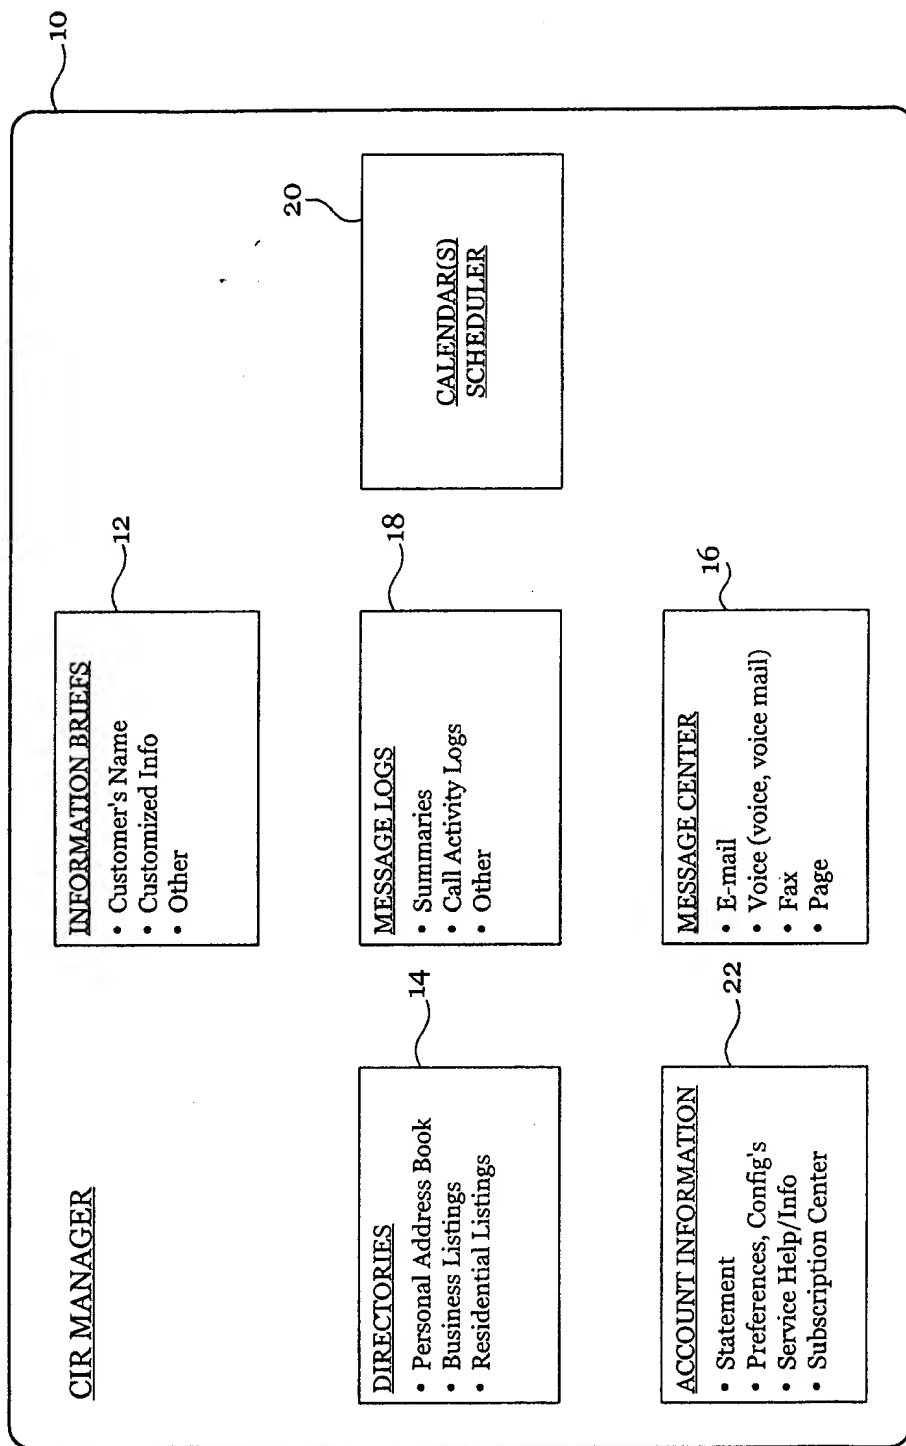 CIR MANAGER
10
INFORMATION BRIEFS
• Customer's Name
• Customized Info
• Other
12
DIRECTORIES
• Personal Address Book
• Business Listings
• Residential Listings
14
MESSAGE LOGS
• Summaries
• Call Activity Logs
• Other
18
CALENDAR(S)
SCHEDULER
20
ACCOUNT INFORMATION
• Statement
• Preferences, Config's
• Service Help/Info
• Subscription Center
22
MESSAGE CENTER
• E-mail
• Voice (voice, voice mail)
• Fax
• Page
16